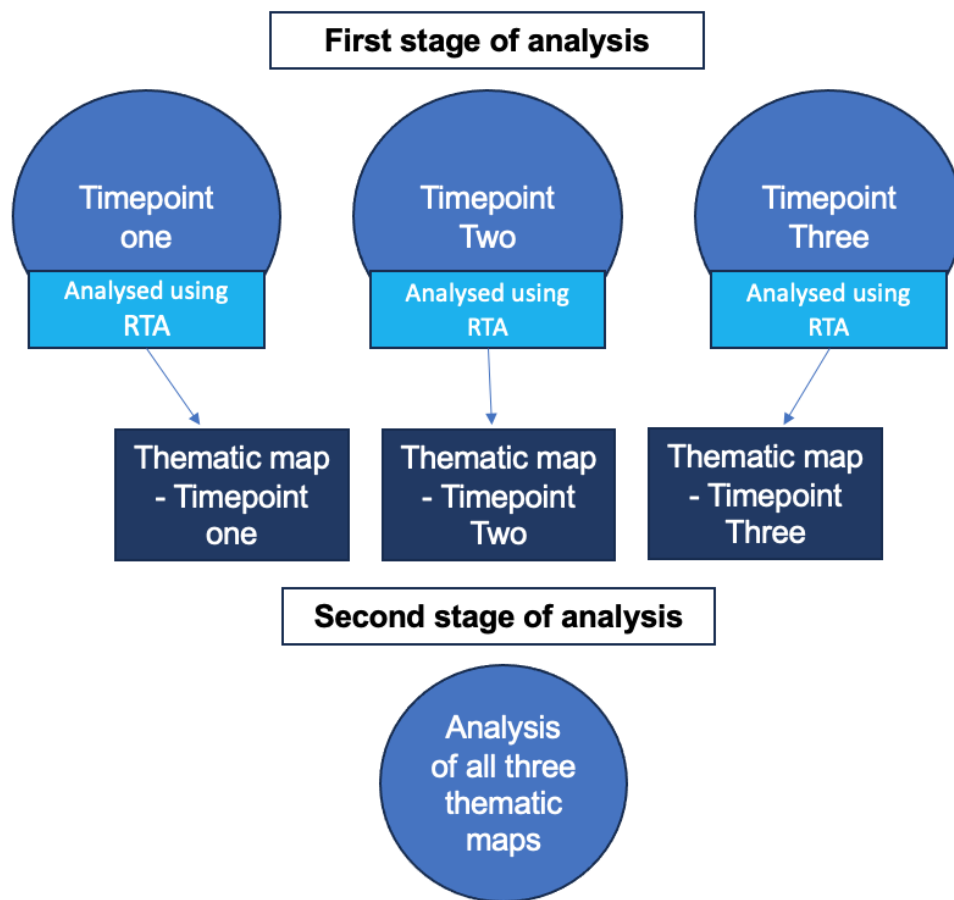 First stage of analysis
Timepoint
one
Analysed using
RTA
Timepoint
Two
Analysed using
RTA
Timepoint
Three
Analysed using
RTA
Thematic map
- Timepoint
one
Thematic map
- Timepoint
Two
Thematic map
- Timepoint
Three
Second stage of analysis
Analysis
of all three
thematic
maps